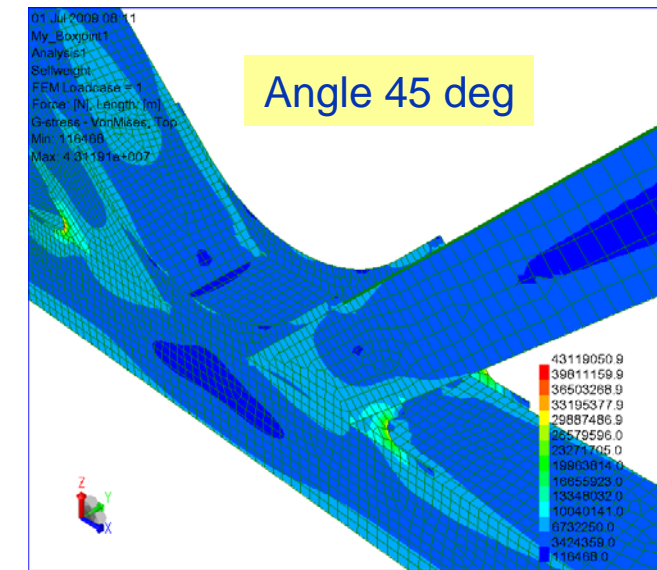 01 Jul 2009 08:11
My_Boxjoint1
Analysis1
Selfweight
FEM Loadcase = 1
Force: [N], Length: [m]
G-stress - VonMises, Top
Min: 116468
Max: 4.31191e+007
Angle 45 deg
43119050.9
39811159.9
36503268.9
33195377.9
29887486.9
26579596.0
23271705.0
19963814.0
16655923.0
13348032.0
10040141.0
6732250.0
3424359.0
116468.0
Z
Y
X